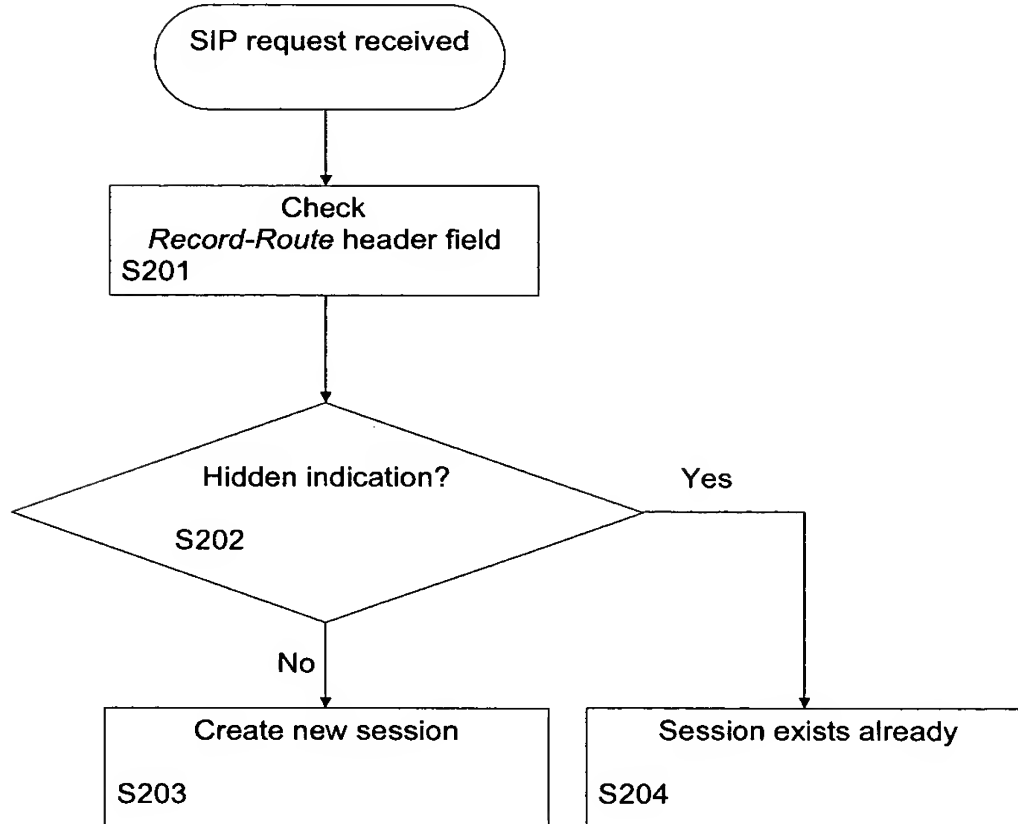 SIP request received
Check
Record-Route header field
S201
Hidden indication?
Yes
S202
No
Create new session
Session exists already
S203
S204